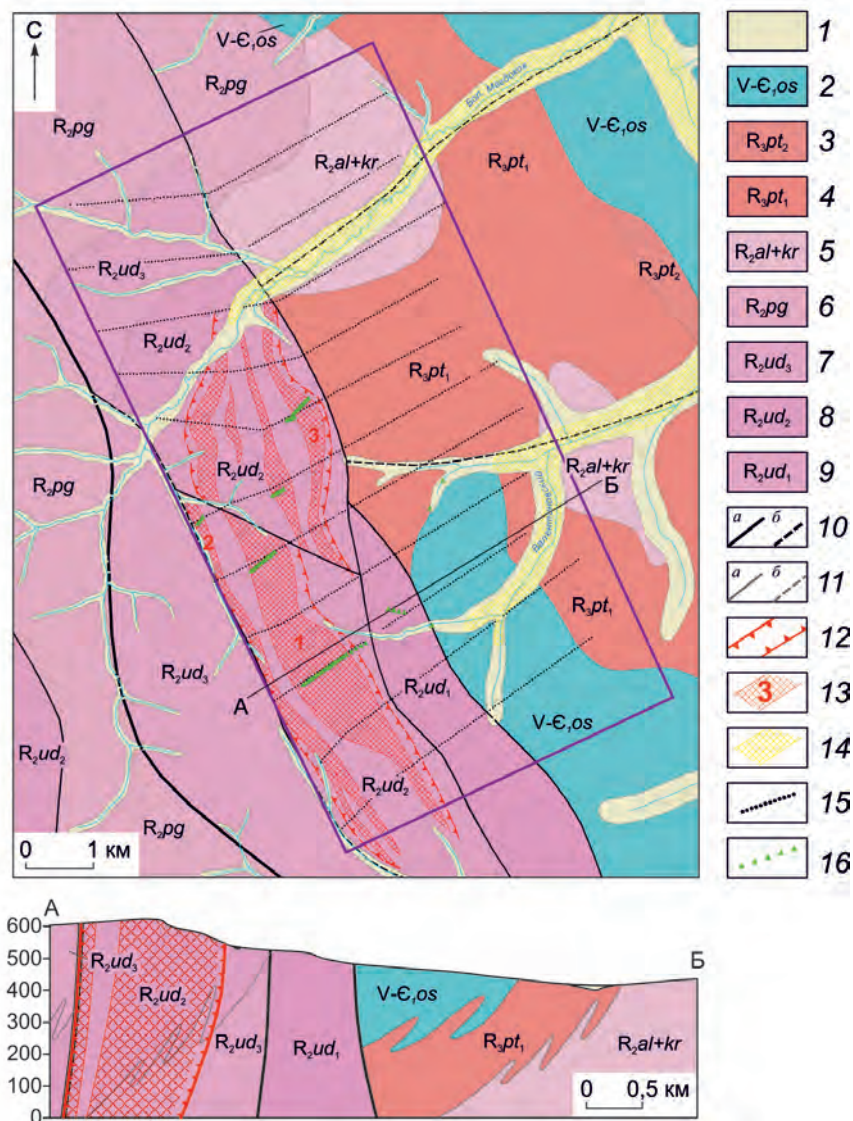 С
V-Є₁os
R₂pg
R₂pg
Бол. Медвежья
V-Є₁os
R₃pt₁
R₂al+kr
R₂ud₃
R₃pt₂
R₂ud₂
R₃pt₁
3
R₂ud₂
R₂pg
R₂al+kr
Б
2
R₃pt₁
1
R₂ud₃
А
R₂ud₁
V-Є₁os
R₂ud₂
R₂ud₂
R₂pg
0 1 км
1
V-Є₁os 2
R₃pt₂ 3
R₃pt₁ 4
R₂al+kr 5
R₂pg 6
R₂ud₃ 7
R₂ud₂ 8
R₂ud₁ 9
а б 10
а б 11
12
3 13
14
15
16
А Б
600
500
400
300
200
100
0
R₂ud₃
R₂ud₂
R₂ud₃
R₂ud₁
V-Є₁os
R₃pt₁
R₂al+kr
0 0,5 км